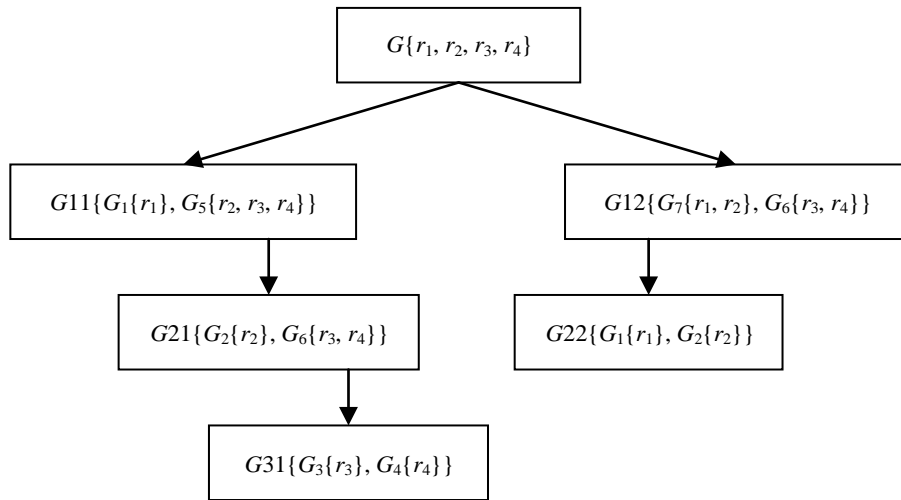 G{r₁, r₂, r₃, r₄}
G11{G₁{r₁}, G₅{r₂, r₃, r₄}}
G12{G₇{r₁, r₂}, G₆{r₃, r₄}}
G21{G₂{r₂}, G₆{r₃, r₄}}
G22{G₁{r₁}, G₂{r₂}}
G31{G₃{r₃}, G₄{r₄}}